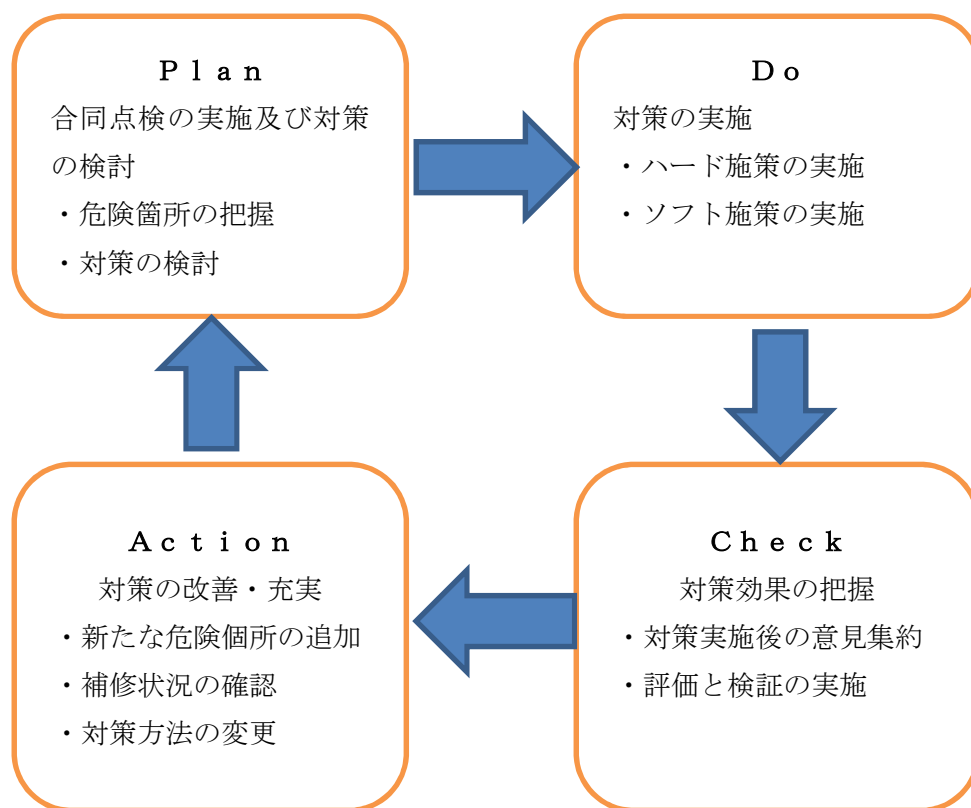 Ｐｌａｎ
合同点検の実施及び対策
の検討
・危険箇所の把握
・対策の検討
Ｄｏ
対策の実施
・ハード施策の実施
・ソフト施策の実施
Ａｃｔｉｏｎ
対策の改善・充実
・新たな危険個所の追加
・補修状況の確認
・対策方法の変更
Ｃｈｅｃｋ
対策効果の把握
・対策実施後の意見集約
・評価と検証の実施